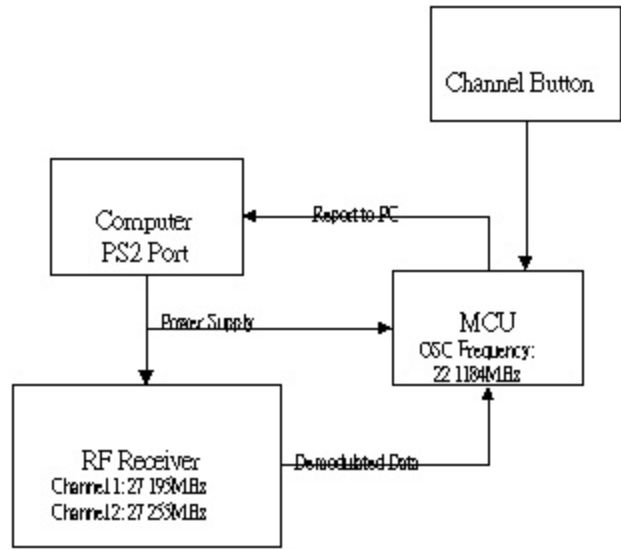 Channel Button
Computer
PS2 Port
Report to PC
Power Supply
MCU
OSC Frequency:
22.1184MHz
RF Receiver
Channel1: 27.195MHz
Channel2: 27.255MHz
Demodulated Data